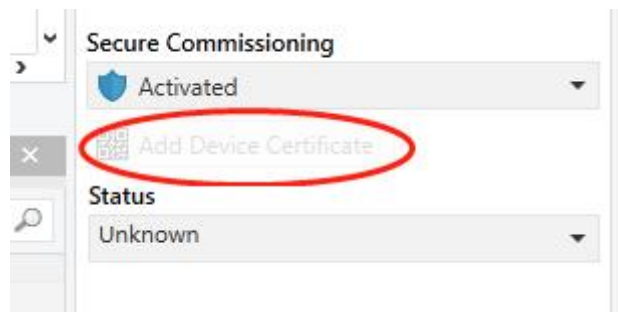 Secure Commissioning
Activated
Add Device Certificate
Status
Unknown